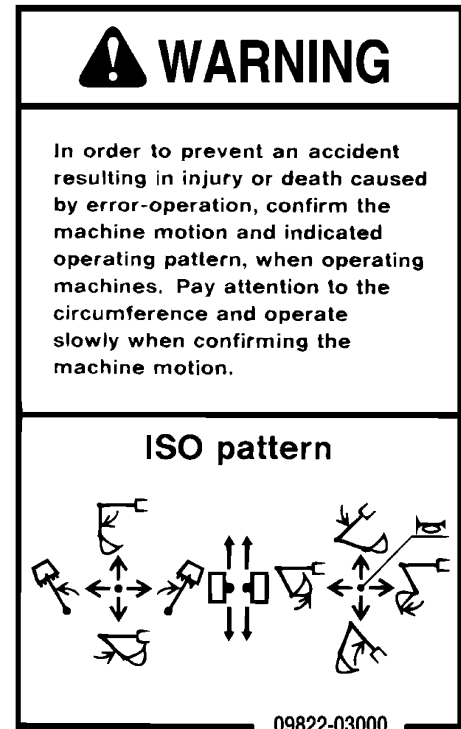 WARNING
In order to prevent an accident
resulting in injury or death caused
by error-operation, confirm the
machine motion and indicated
operating pattern, when operating
machines. Pay attention to the
circumference and operate
slowly when confirming the
machine motion.
ISO pattern
09822-03000